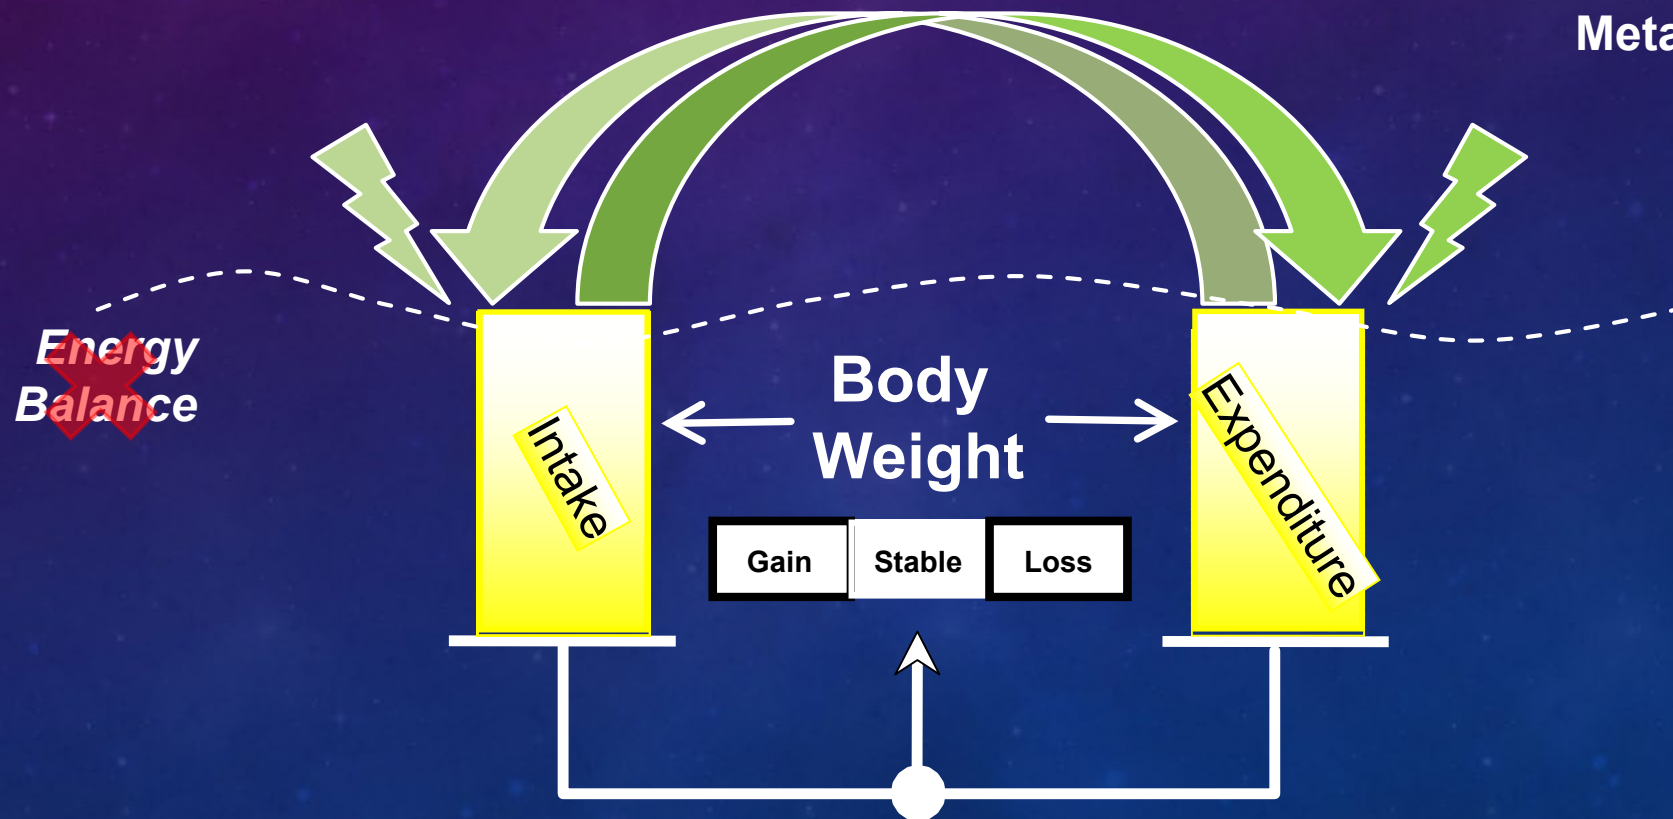 Meta
Energy
Balance
Body
Weight
Intake
Expenditure
Gain Stable Loss